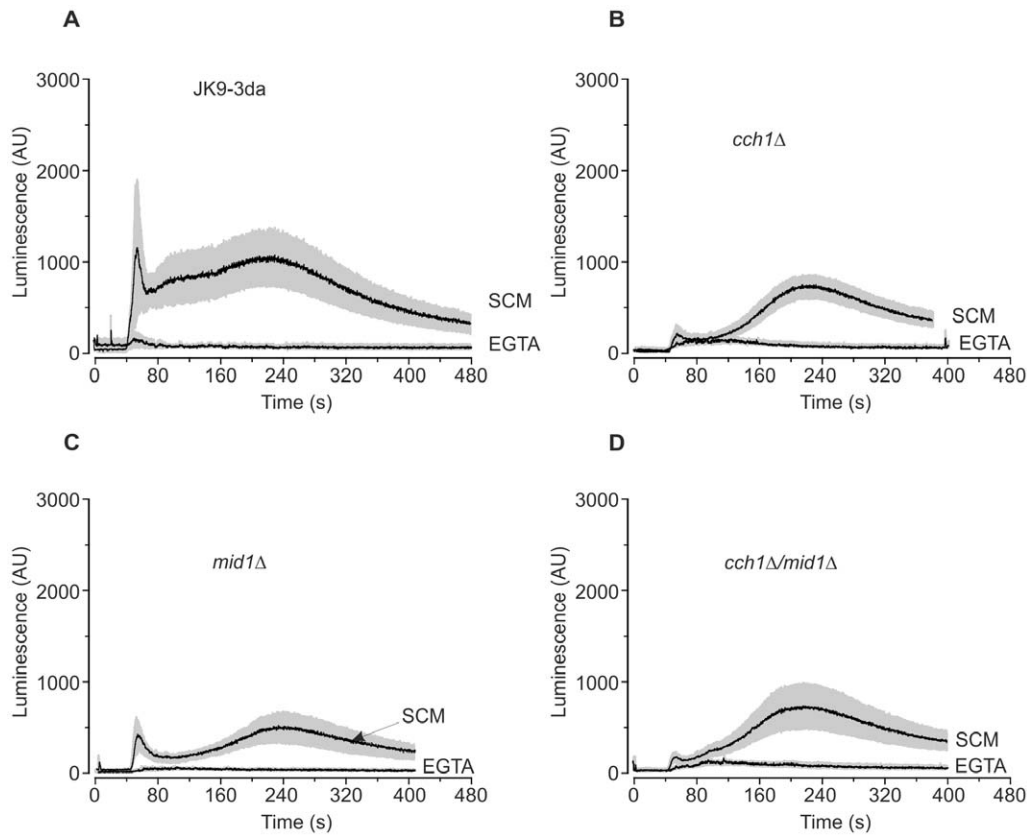 A
JK9-3da
3000
2000
1000
0
Luminescence (AU)
SCM
EGTA
0 80 160 240 320 400 480
Time (s)
B
cch1Δ
3000
2000
1000
0
Luminescence (AU)
SCM
EGTA
0 80 160 240 320 400 480
Time (s)
C
mid1Δ
3000
2000
1000
0
Luminescence (AU)
SCM
EGTA
0 80 160 240 320 400 480
Time (s)
D
cch1Δ/mid1Δ
3000
2000
1000
0
Luminescence (AU)
SCM
EGTA
0 80 160 240 320 400 480
Time (s)